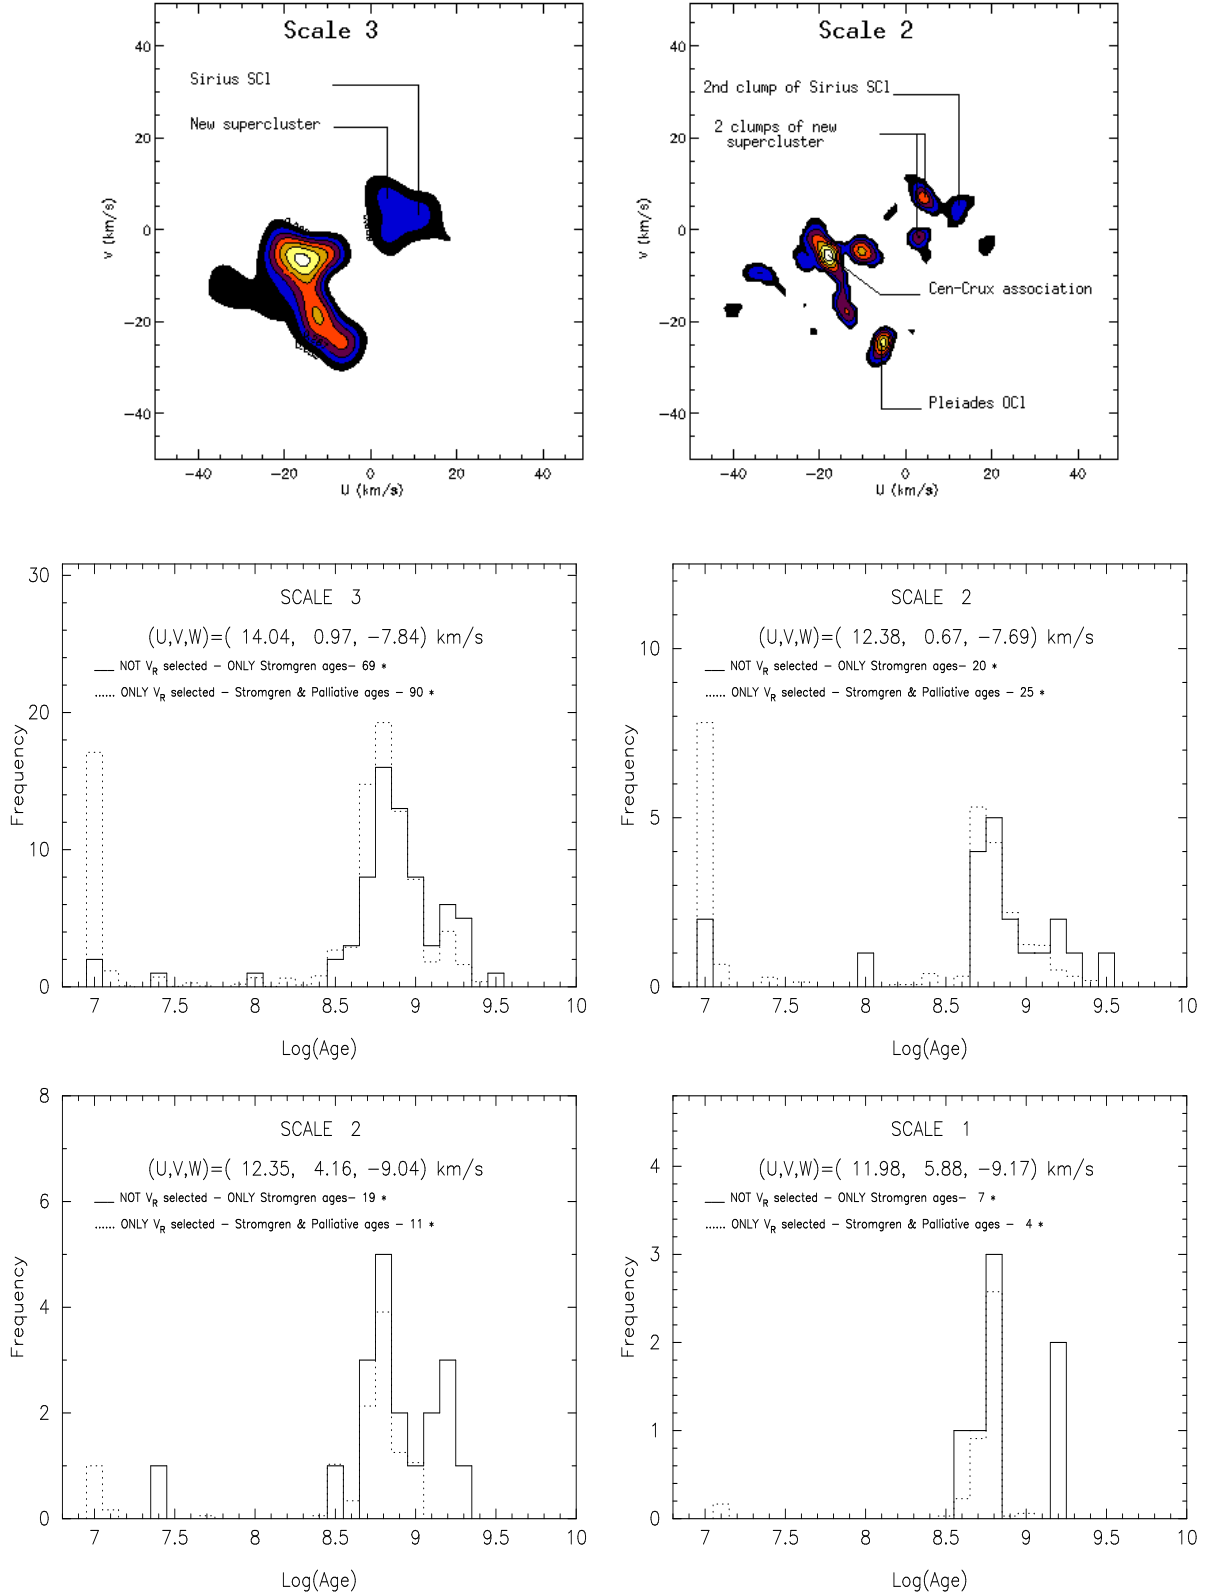 Scale 3
Sirius SCl
New supercluster
40
20
0
−20
−40
V (km/s)
−40 −20 0 20 40
U (km/s)
Scale 2
2nd clump of Sirius SCl
2 clumps of new
supercluster
Cen-Crux association
Pleiades OCl
40
20
0
−20
−40
V (km/s)
−40 −20 0 20 40
U (km/s)
SCALE 3
(U,V,W)=( 14.04, 0.97, −7.84) km/s
NOT VR selected − ONLY Stromgren ages− 69 *
ONLY VR selected − Stromgren & Palliative ages − 90 *
30
20
10
0
Frequency
7 7.5 8 8.5 9 9.5 10
Log(Age)
SCALE 2
(U,V,W)=( 12.38, 0.67, −7.69) km/s
NOT VR selected − ONLY Stromgren ages− 20 *
ONLY VR selected − Stromgren & Palliative ages − 25 *
10
5
0
Frequency
7 7.5 8 8.5 9 9.5 10
Log(Age)
SCALE 2
(U,V,W)=( 12.35, 4.16, −9.04) km/s
NOT VR selected − ONLY Stromgren ages− 19 *
ONLY VR selected − Stromgren & Palliative ages − 11 *
8
6
4
2
0
Frequency
7 7.5 8 8.5 9 9.5 10
Log(Age)
SCALE 1
(U,V,W)=( 11.98, 5.88, −9.17) km/s
NOT VR selected − ONLY Stromgren ages− 7 *
ONLY VR selected − Stromgren & Palliative ages − 4 *
4
3
2
1
0
Frequency
7 7.5 8 8.5 9 9.5 10
Log(Age)